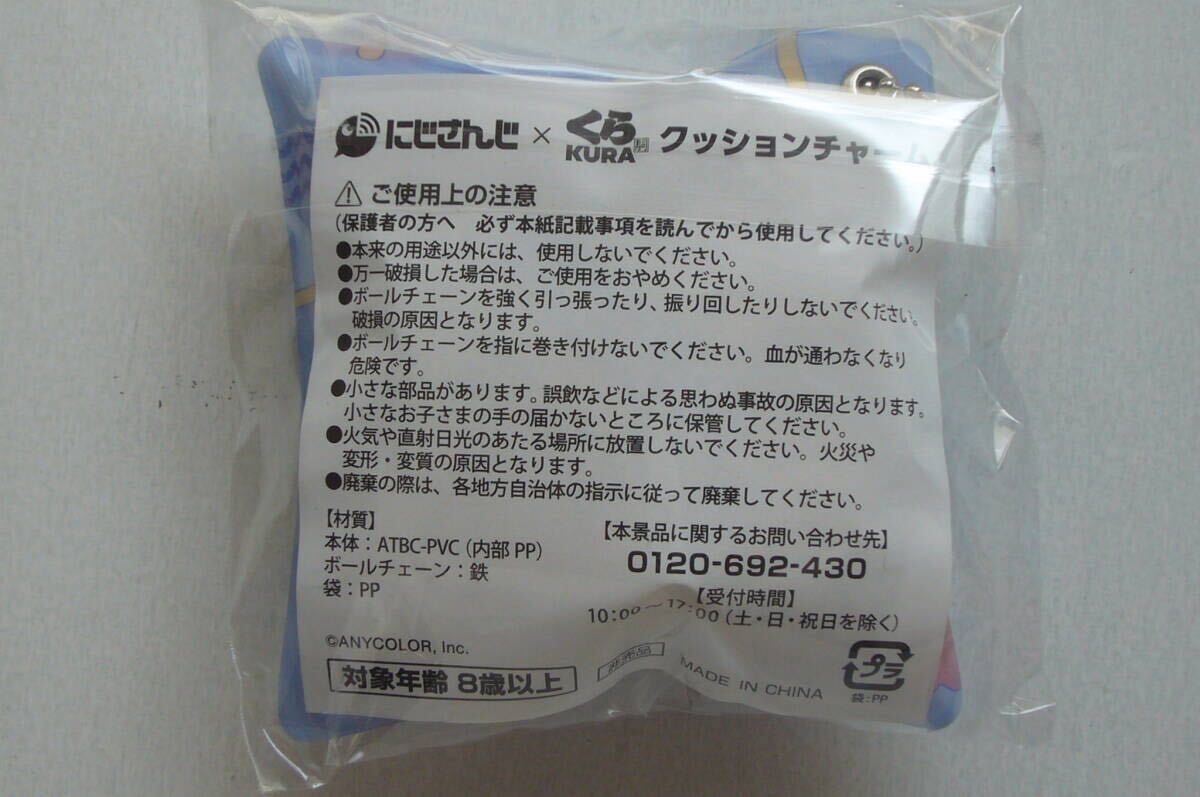 にじさんじ × くら KURA クッションチャーム
ご使用上の注意
(保護者の方へ 必ず本紙記載事項を読んでから使用してください。)
●本来の用途以外には、使用しないでください。
●万一破損した場合は、ご使用をおやめください。
●ボールチェーンを強く引っ張ったり、振り回したりしないでください。
破損の原因となります。
●ボールチェーンを指に巻き付けないでください。血が通わなくなり
危険です。
●小さな部品があります。誤飲などによる思わぬ事故の原因となります。
小さなお子さまの手の届かないところに保管してください。
●火気や直射日光のあたる場所に放置しないでください。火災や
変形・変質の原因となります。
●廃棄の際は、各地方自治体の指示に従って廃棄してください。
【材質】
本体：ATBC-PVC（内部 PP）
ボールチェーン：鉄
袋：PP
【本景品に関するお問い合わせ先】
0120-692-430
【受付時間】
10:00～17:00（土・日・祝日を除く）
©ANYCOLOR, Inc.
対象年齢 8歳以上
非売品
MADE IN CHINA
プラ
袋:PP